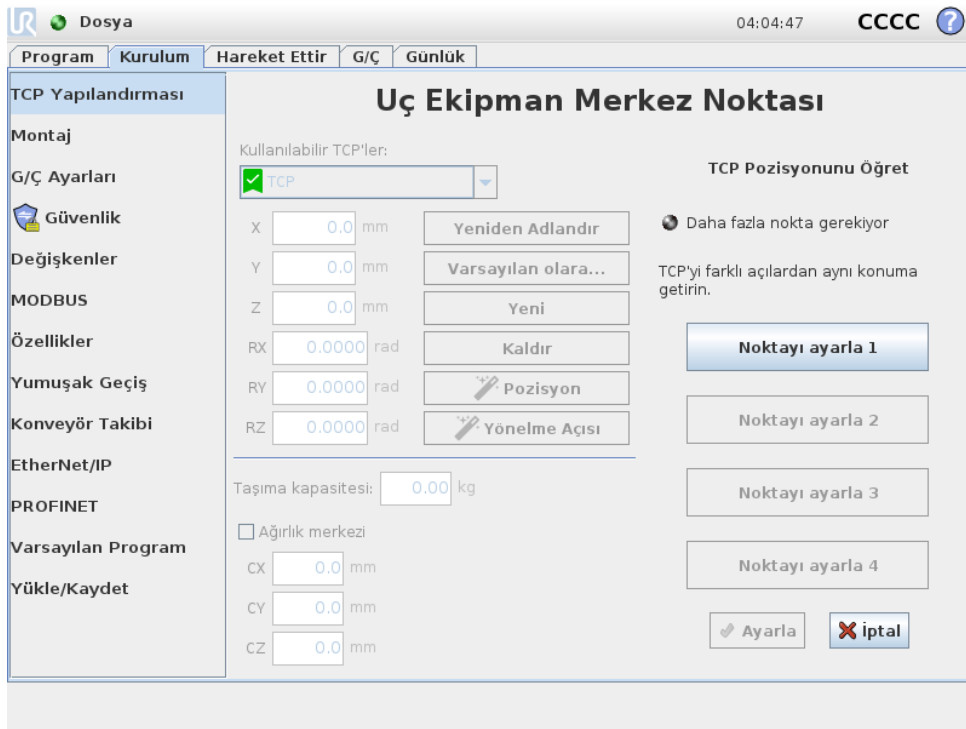 UR Dosya 04:04:47 CCCC ?
Program Kurulum Hareket Ettir G/Ç Günlük
TCP Yapılandırması
Montaj
G/Ç Ayarları
Güvenlik
Değişkenler
MODBUS
Özellikler
Yumuşak Geçiş
Konveyör Takibi
EtherNet/IP
PROFINET
Varsayılan Program
Yükle/Kaydet
Uç Ekipman Merkez Noktası
Kullanılabilir TCP'ler:
TCP
X 0.0 mm Yeniden Adlandır
Y 0.0 mm Varsayılan olara...
Z 0.0 mm Yeni
RX 0.0000 rad Kaldır
RY 0.0000 rad Pozisyon
RZ 0.0000 rad Yönelme Açısı
Taşıma kapasitesi: 0.00 kg
Ağırlık merkezi
CX 0.0 mm
CY 0.0 mm
CZ 0.0 mm
TCP Pozisyonunu Öğret
Daha fazla nokta gerekiyor
TCP'yi farklı açılardan aynı konuma
getirin.
Noktayı ayarla 1
Noktayı ayarla 2
Noktayı ayarla 3
Noktayı ayarla 4
Ayarla İptal